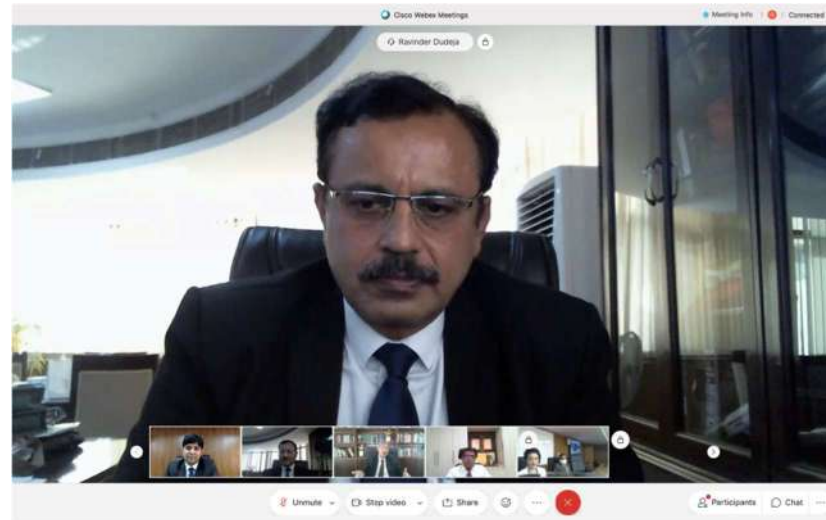 Cisco Webex Meetings
Meeting Info
Connected
Ravinder Dudeja
Unmute
Stop video
Share
Participants
Chat